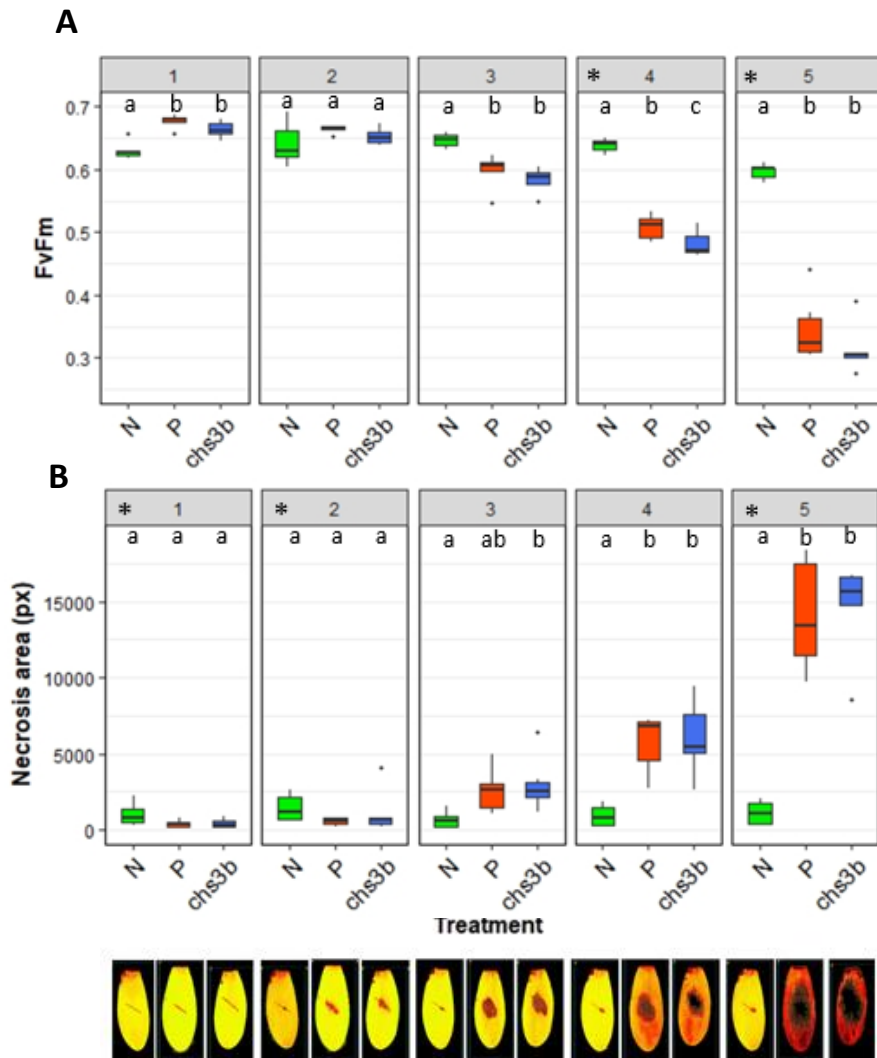 A
1 2 3 * 4 * 5
a b b a a a a b b a b c a b b
0.7
0.6
0.5
0.4
0.3
FvFm
N P chs3b N P chs3b N P chs3b N P chs3b N P chs3b
B
* 1 * 2 3 4 * 5
a a a a a a a ab b a b b a b b
15000
10000
5000
0
Necrosis area (px)
N P chs3b N P chs3b N P chs3b N P chs3b N P chs3b
Treatment